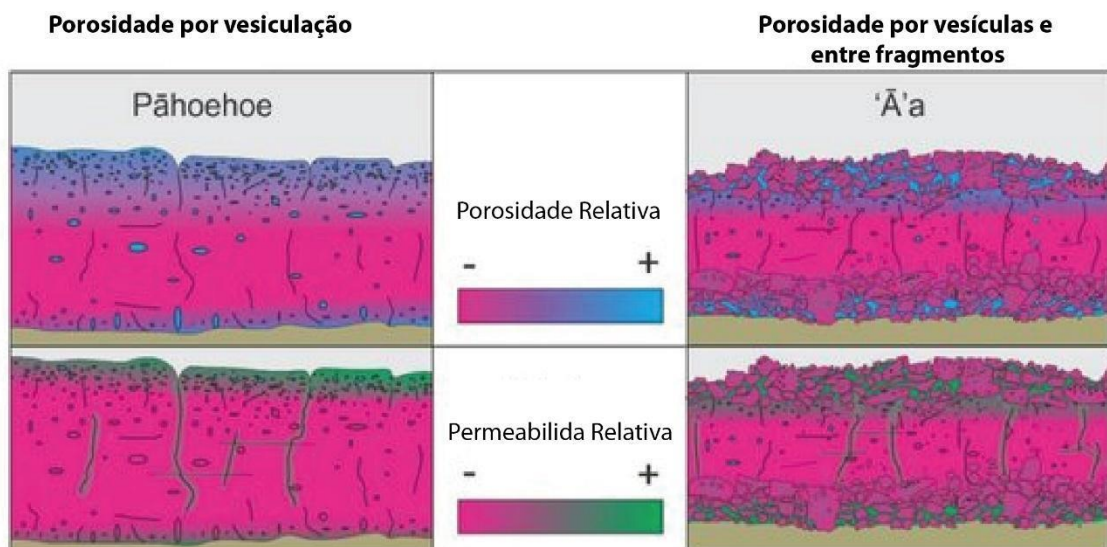 Porosidade por vesiculação
Porosidade por vesículas e
entre fragmentos
Pāhoehoe
‘Ā’a
Porosidade Relativa
- +
Permeabilida Relativa
- +